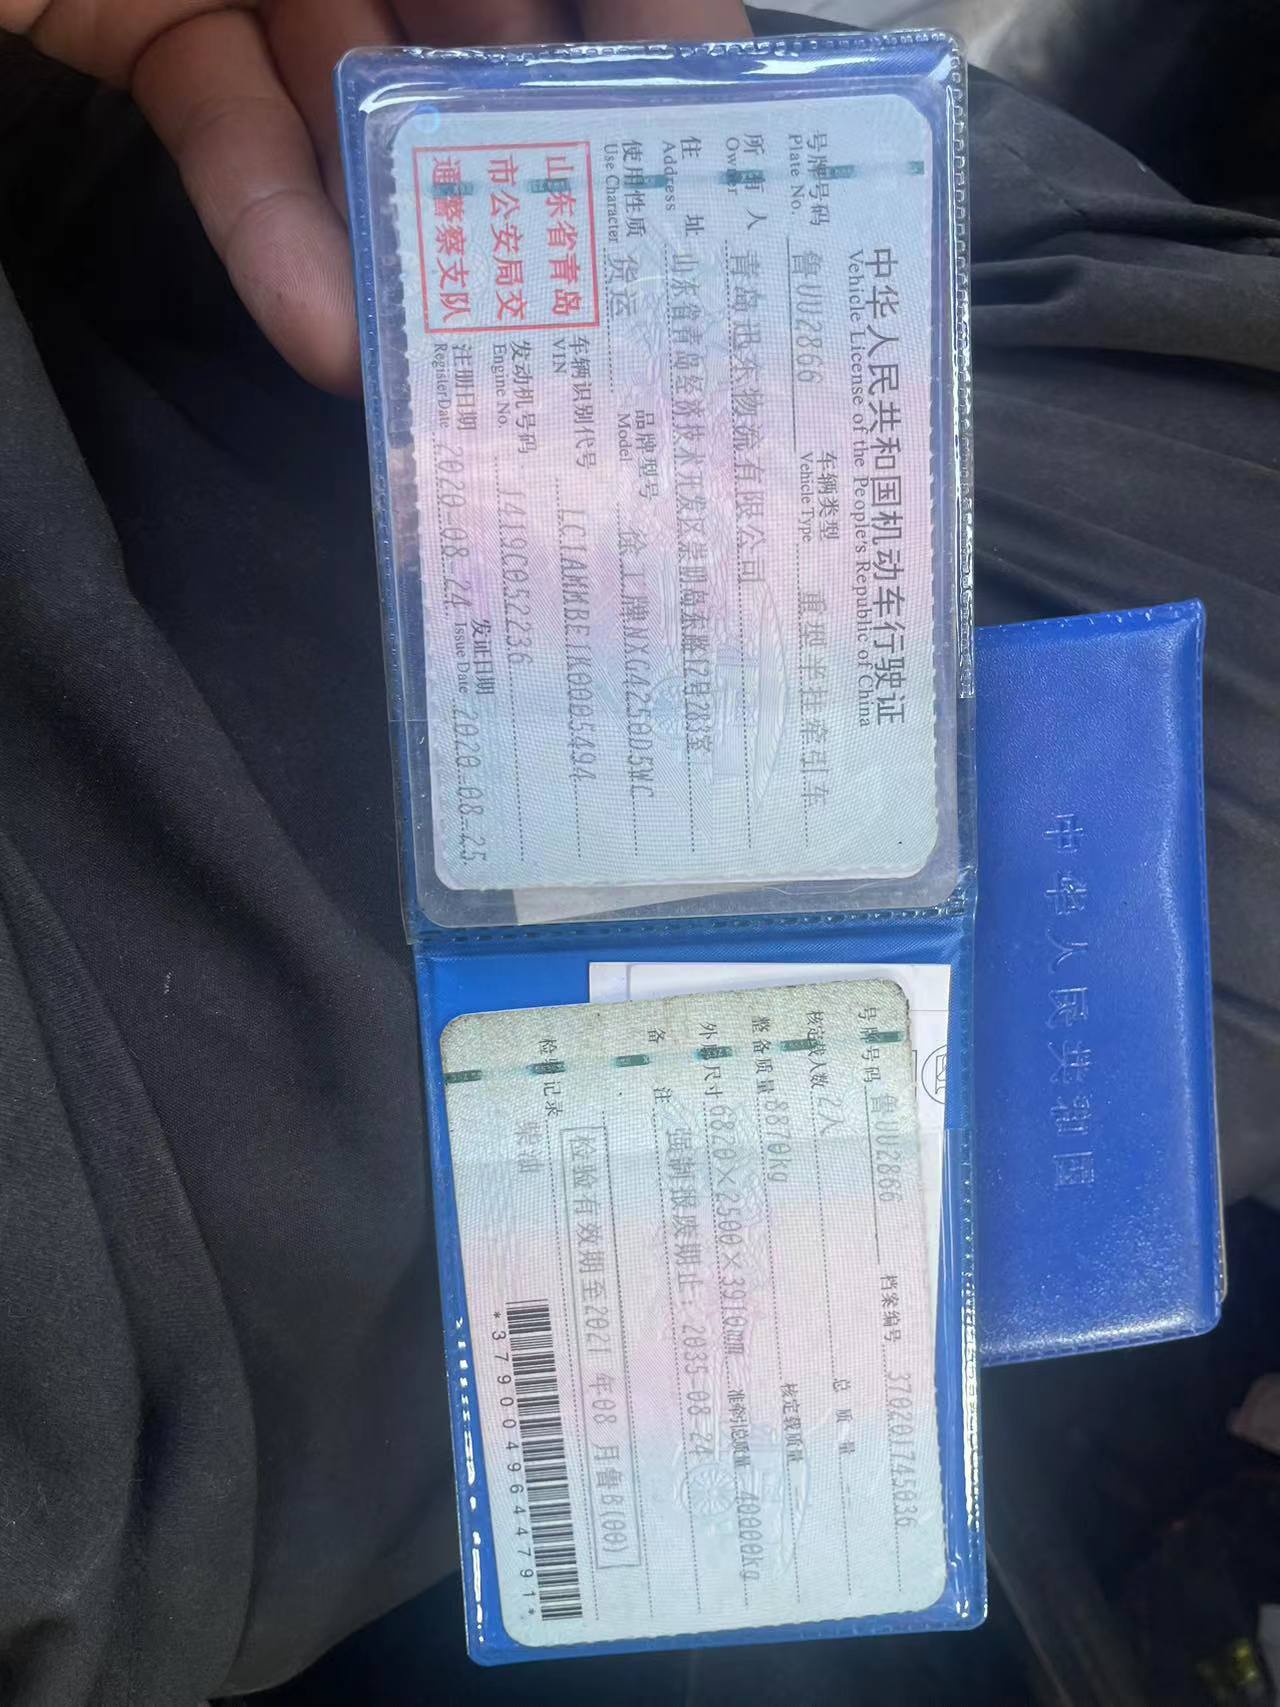 中华人民共和国机动车行驶证
Vehicle License of the People's Republic of China
号牌号码 鲁UU2866 车辆类型 重型半挂牵引车
Plate No. Vehicle Type
所有人 青岛迅东物流有限公司
Owner
住址 山东省青岛经济技术开发区崇明岛东路12号283室
Address
使用性质 货运 品牌型号 徐工牌NXG4250D5WC
Use Character Model
山东省青岛
市公安局交
通警察支队
车辆识别代号 LC1AMMBE1K0005494
VIN
发动机号码 1419C052236
Engine No.
注册日期 2020-08-24 发证日期 2020-08-25
Register Date Issue Date
号牌号码 鲁UU2866 档案编号 370201745036
核定载人数 2人 总质量 --
整备质量 8870kg 核定载质量 --
外廓尺寸 6820×2500×3910mm 准牵引总质量 40000kg
备注 强制报废期止:2035-08-24
检验有效期至2021年08月鲁B(00)
检验记录 柴油
*3790049644791*
中华人民共和国